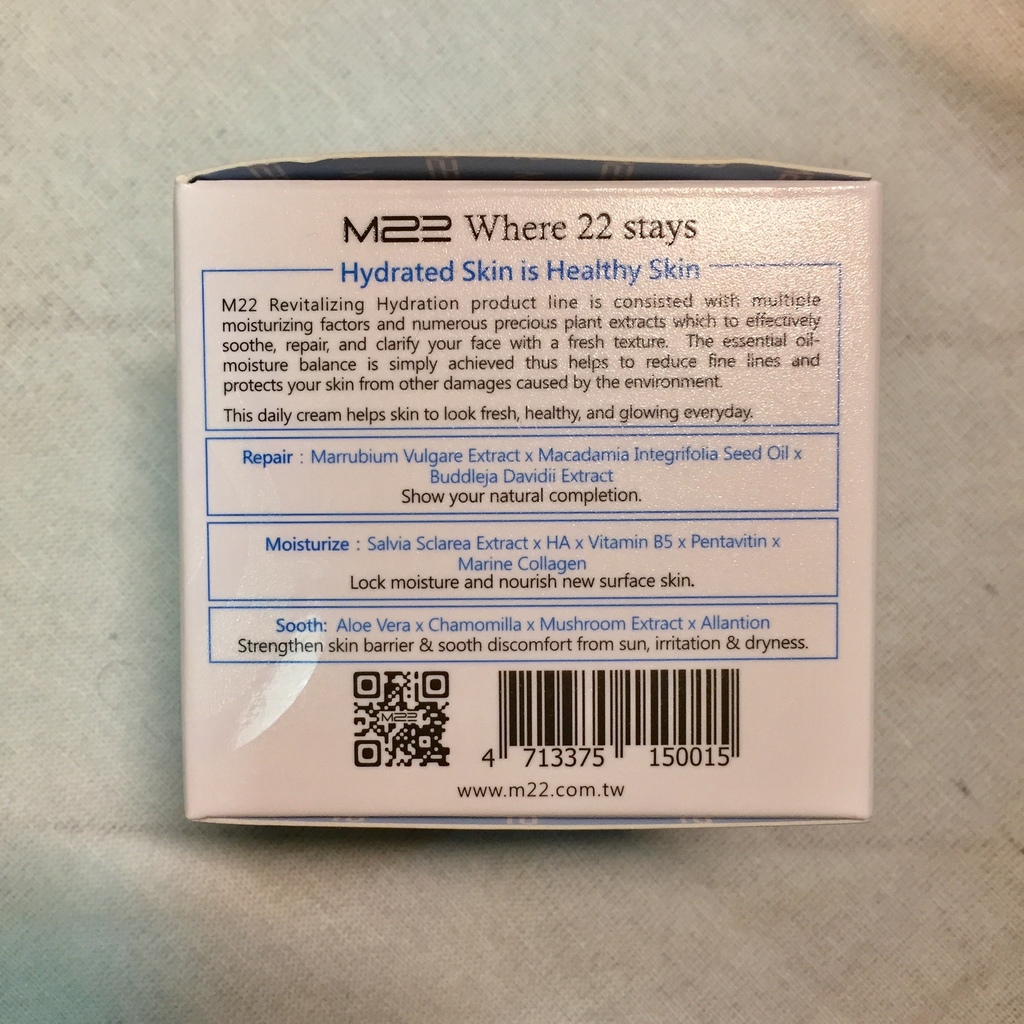 M22 Where 22 stays
Hydrated Skin is Healthy Skin
M22 Revitalizing Hydration product line is consisted with multiple
moisturizing factors and numerous precious plant extracts which to effectively
soothe, repair, and clarify your face with a fresh texture. The essential oil-
moisture balance is simply achieved thus helps to reduce fine lines and
protects your skin from other damages caused by the environment.
This daily cream helps skin to look fresh, healthy, and glowing everyday.
Repair : Marrubium Vulgare Extract x Macadamia Integrifolia Seed Oil x
Buddleja Davidii Extract
Show your natural completion.
Moisturize : Salvia Sclarea Extract x HA x Vitamin B5 x Pentavitin x
Marine Collagen
Lock moisture and nourish new surface skin.
Sooth: Aloe Vera x Chamomilla x Mushroom Extract x Allantion
Strengthen skin barrier & sooth discomfort from sun, irritation & dryness.
M22
4 713375 150015
www.m22.com.tw